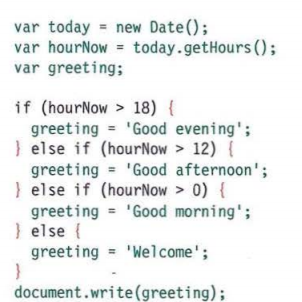 var today = new Date();
var hourNow = today.getHours();
var greeting;
if (hourNow > 18) {
greeting = 'Good evening';
} else if (hourNow > 12) {
greeting = 'Good afternoon';
} else if (hourNow > 0) {
greeting = 'Good morning';
} else {
greeting = 'Welcome';
}
document.write(greeting);